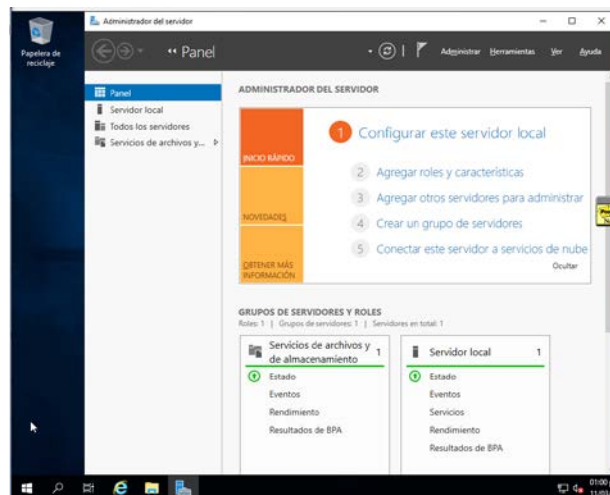 Papelera de
reciclaje
Administrador del servidor
Panel
Administrar Herramientas Ver Ayuda
Panel
Servidor local
Todos los servidores
Servicios de archivos y...
ADMINISTRADOR DEL SERVIDOR
INICIO RÁPIDO
NOVEDADES
OBTENER MÁS
INFORMACIÓN
1 Configurar este servidor local
2 Agregar roles y características
3 Agregar otros servidores para administrar
4 Crear un grupo de servidores
5 Conectar este servidor a servicios de nube
Ocultar
GRUPOS DE SERVIDORES Y ROLES
Roles: 1 | Grupos de servidores: 1 | Servidores en total: 1
Servicios de archivos y
de almacenamiento 1
Estado
Eventos
Rendimiento
Resultados de BPA
Servidor local 1
Estado
Eventos
Servicios
Rendimiento
Resultados de BPA
01:00